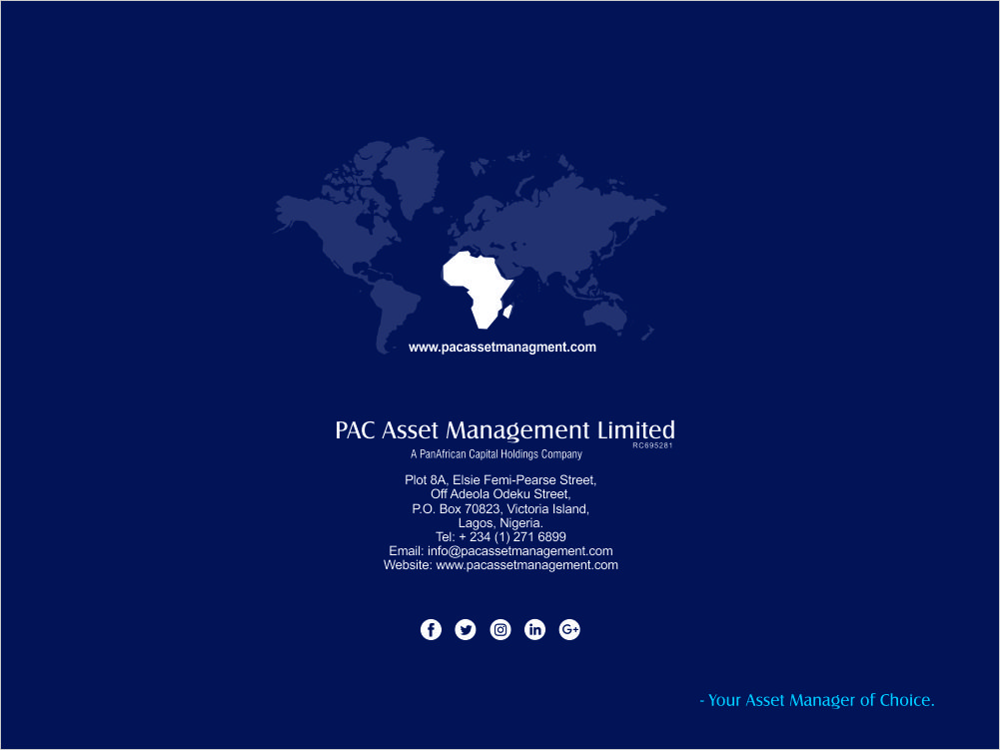 www.pacassetmanagment.com
PAC Asset Management Limited
RC695281
A PanAfrican Capital Holdings Company
Plot 8A, Elsie Femi-Pearse Street,
Off Adeola Odeku Street,
P.O. Box 70823, Victoria Island,
Lagos, Nigeria.
Tel: + 234 (1) 271 6899
Email: info@pacassetmanagement.com
Website: www.pacassetmanagement.com
f in G+
- Your Asset Manager of Choice.